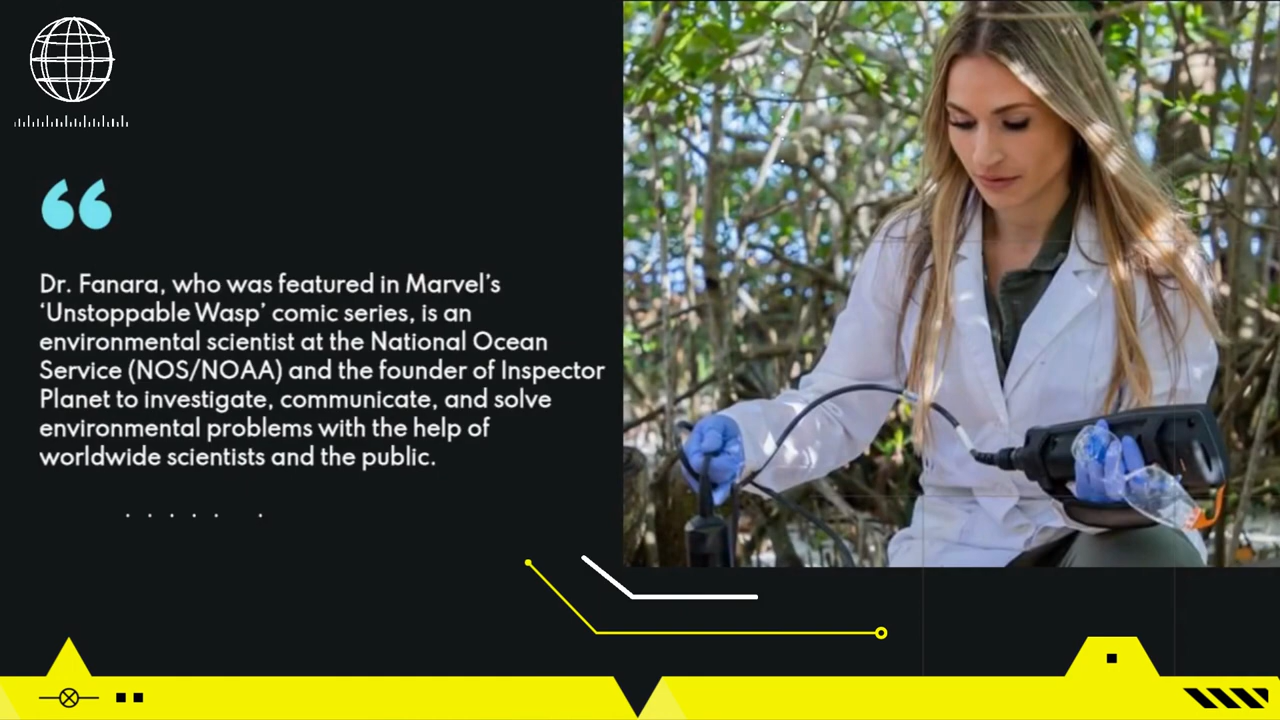 Dr. Fanara, who was featured in Marvel's
‘Unstoppable Wasp’ comic series, is an
environmental scientist at the National Ocean
Service (NOS/NOAA) and the founder of Inspector
Planet to investigate, communicate, and solve
environmental problems with the help of
worldwide scientists and the public.